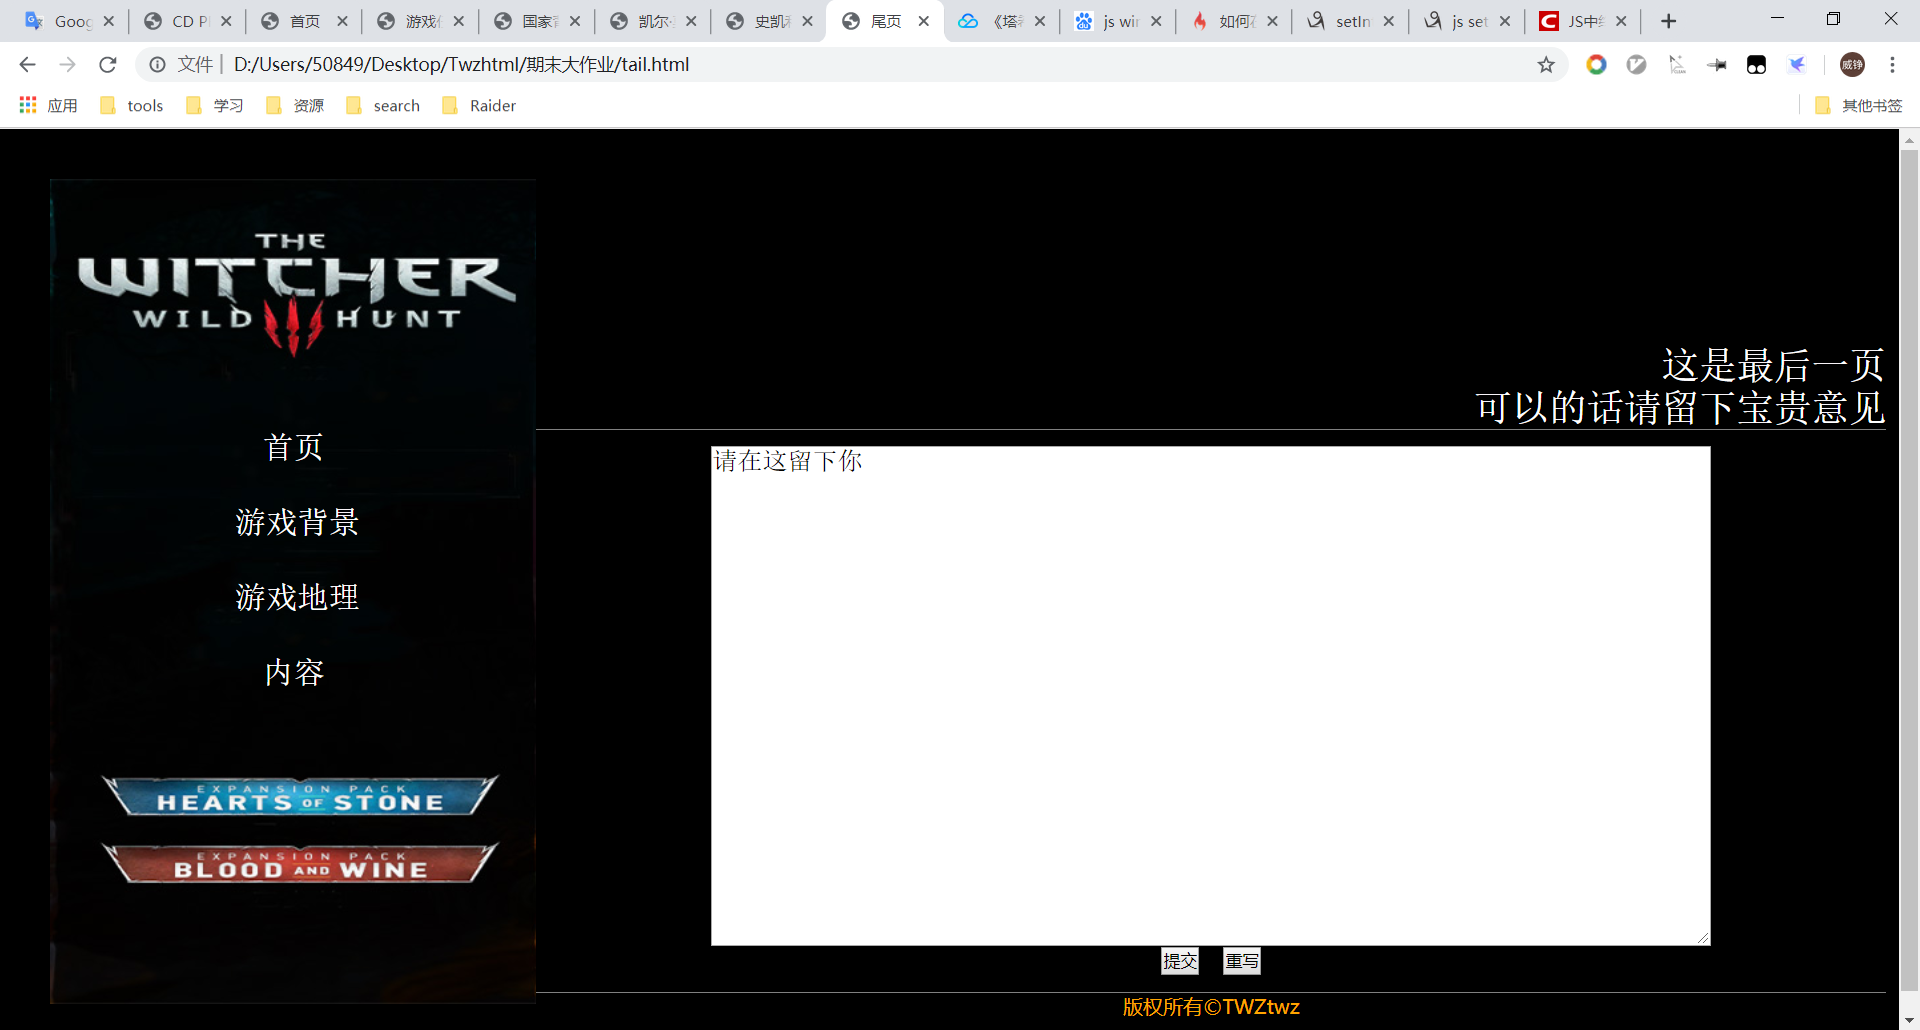 Goog
CD P
首页
游戏
国家
凯尔
史凯
尾页
《塔
js wi
如何
setIn
js set
JS中
文件
D:/Users/50849/Desktop/Twzhtml/期末大作业/tail.html
威铮
应用
tools
学习
资源
search
Raider
其他书签
THE
WITCHER
WILD HUNT
首页
游戏背景
游戏地理
内容
EXPANSION PACK
HEARTS OF STONE
EXPANSION PACK
BLOOD AND WINE
这是最后一页
可以的话请留下宝贵意见
请在这留下你
提交
重写
版权所有©TWZtwz